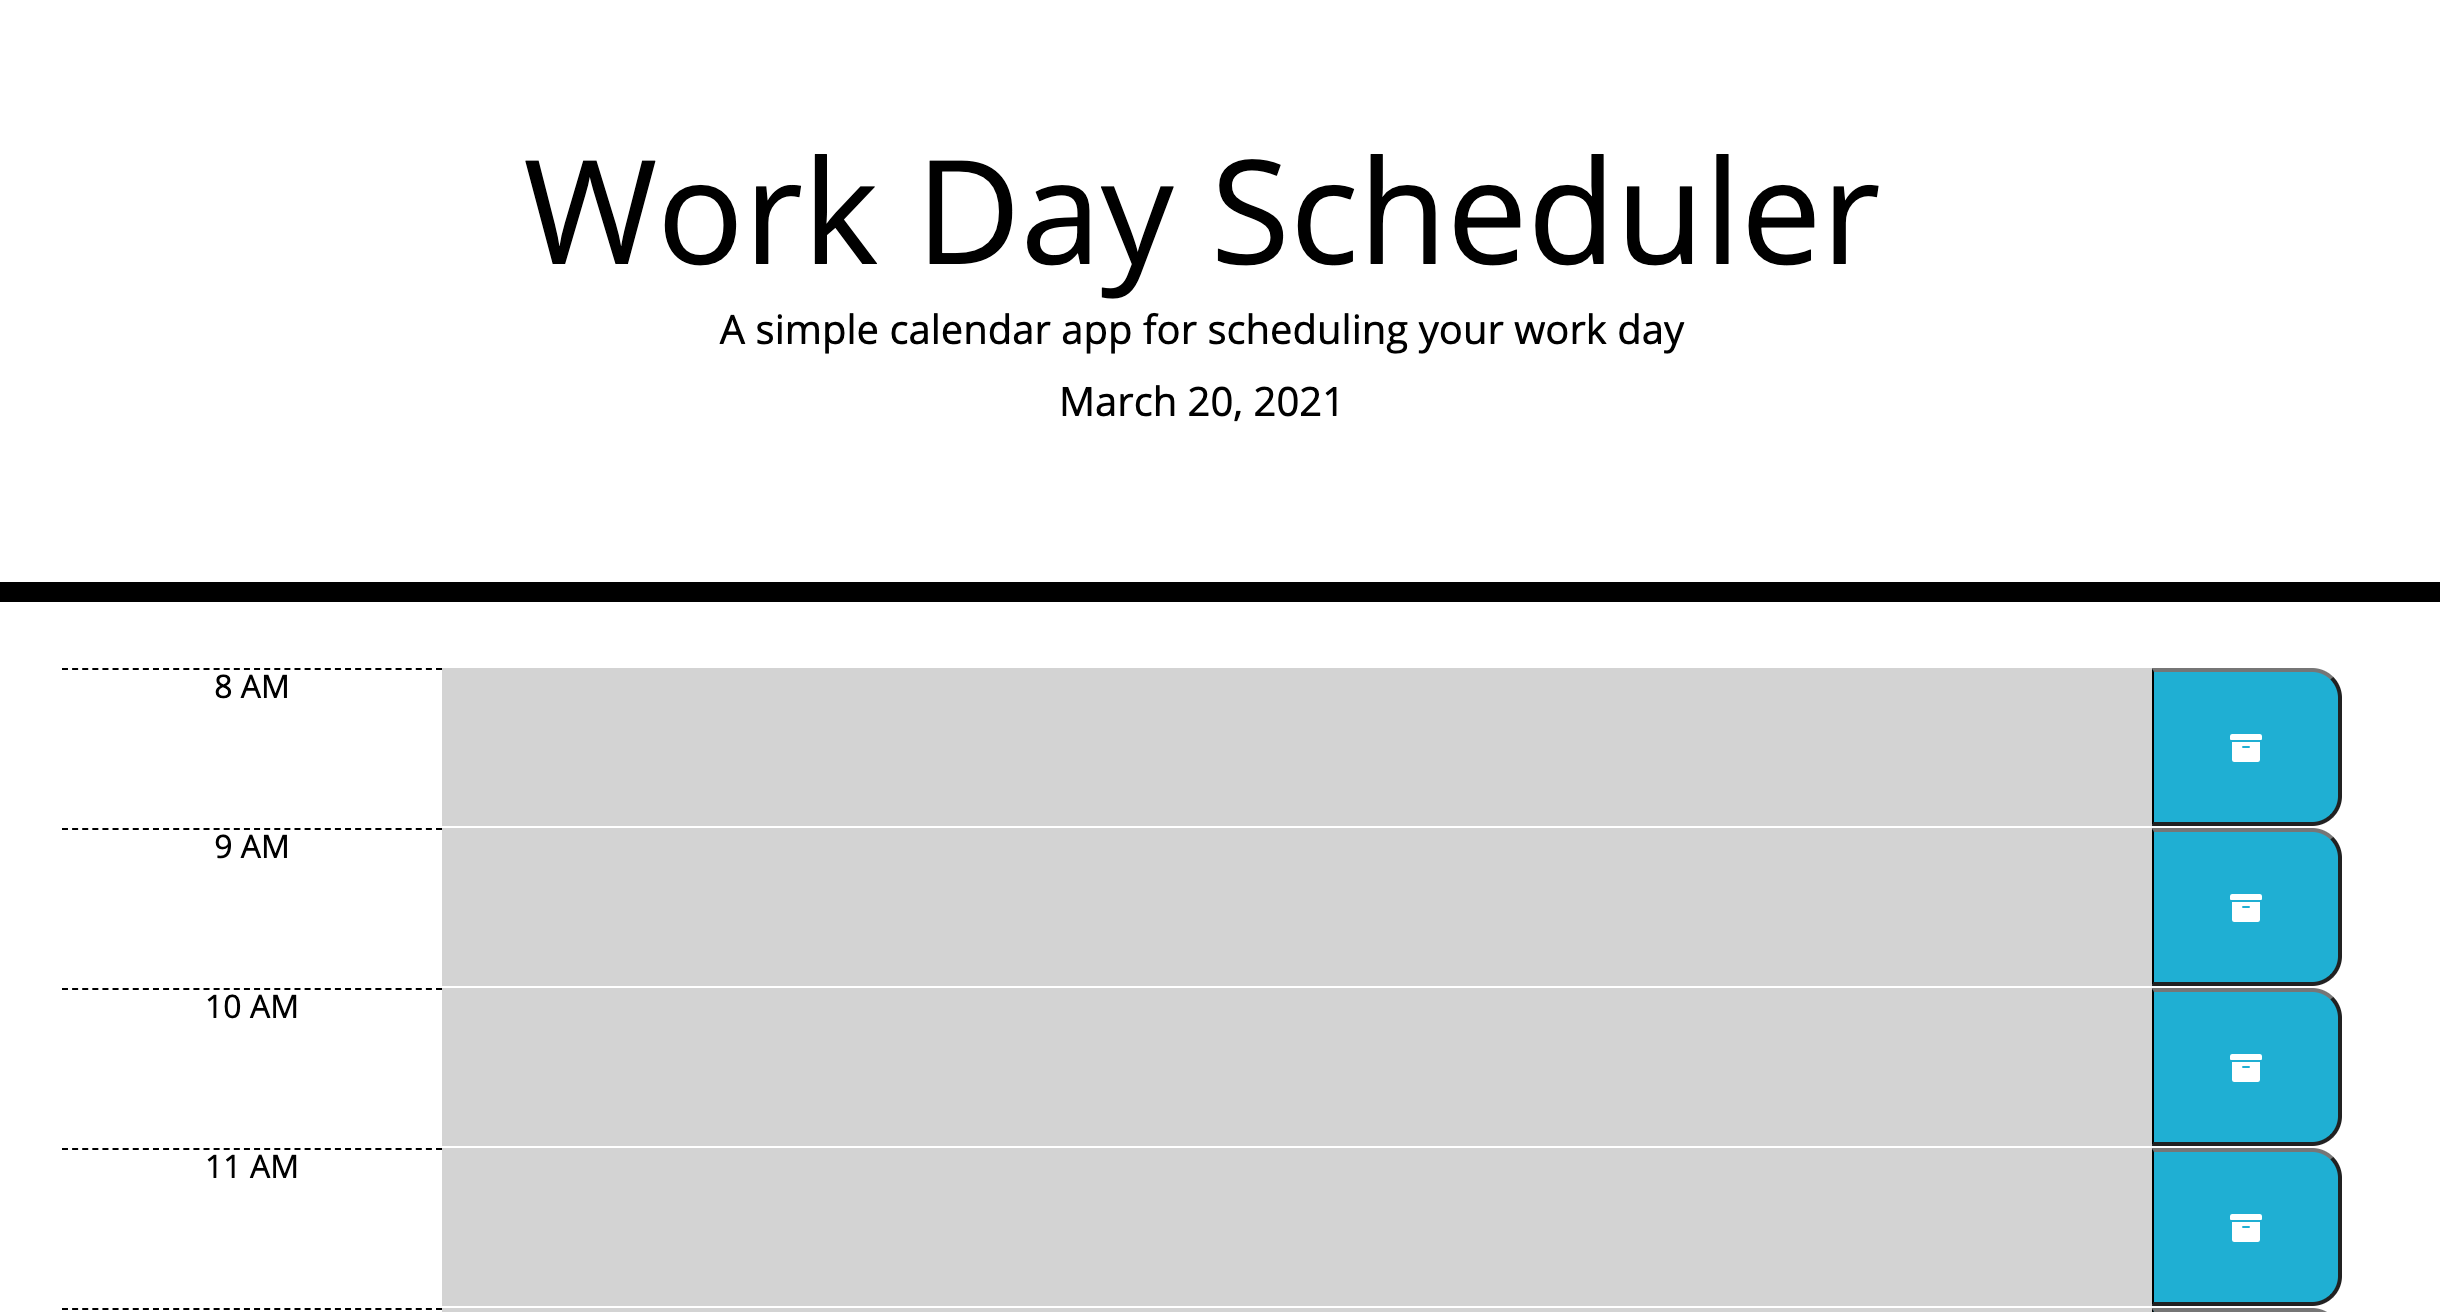 Work Day Scheduler
A simple calendar app for scheduling your work day
March 20, 2021
8 AM
9 AM
10 AM
11 AM